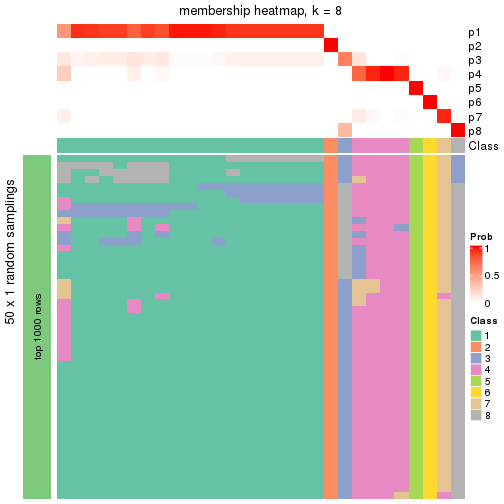 membership heatmap, k = 8
p1
p2
p3
p4
p5
p6
p7
p8
Class
50 x 1 random samplings
top 1000 rows
Prob
1
0.5
0
Class
1
2
3
4
5
6
7
8